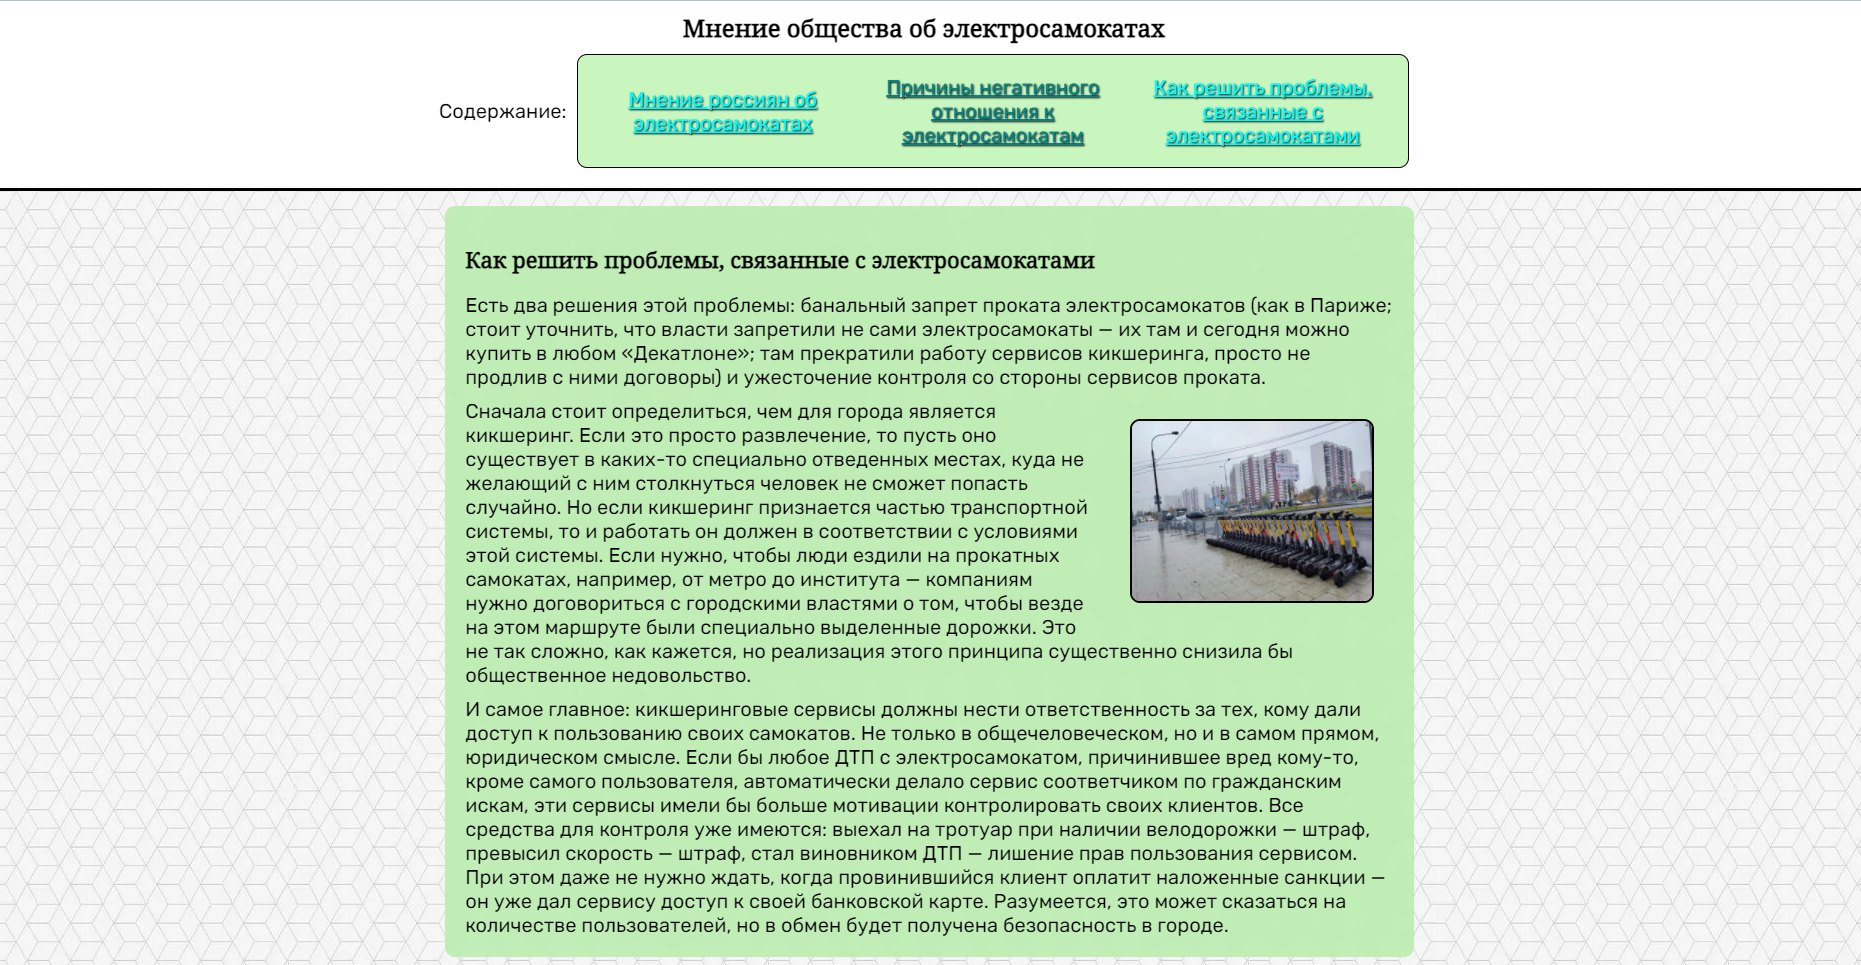 Мнение общества об электросамокатах
Содержание:
Мнение россиян об
электросамокатах
Причины негативного
отношения к
электросамокатам
Как решить проблемы,
связанные с
электросамокатами
Как решить проблемы, связанные с электросамокатами
Есть два решения этой проблемы: банальный запрет проката электросамокатов (как в Париже;
стоит уточнить, что власти запретили не сами электросамокаты — их там и сегодня можно
купить в любом «Декатлоне»; там прекратили работу сервисов кикшеринга, просто не
продлив с ними договоры) и ужесточение контроля со стороны сервисов проката.
Сначала стоит определиться, чем для города является
кикшеринг. Если это просто развлечение, то пусть оно
существует в каких-то специально отведенных местах, куда не
желающий с ним столкнуться человек не сможет попасть
случайно. Но если кикшеринг признается частью транспортной
системы, то и работать он должен в соответствии с условиями
этой системы. Если нужно, чтобы люди ездили на прокатных
самокатах, например, от метро до института — компаниям
нужно договориться с городскими властями о том, чтобы везде
на этом маршруте были специально выделенные дорожки. Это
не так сложно, как кажется, но реализация этого принципа существенно снизила бы
общественное недовольство.
И самое главное: кикшеринговые сервисы должны нести ответственность за тех, кому дали
доступ к пользованию своих самокатов. Не только в общечеловеческом, но и в самом прямом,
юридическом смысле. Если бы любое ДТП с электросамокатом, причинившее вред кому-то,
кроме самого пользователя, автоматически делало сервис соответчиком по гражданским
искам, эти сервисы имели бы больше мотивации контролировать своих клиентов. Все
средства для контроля уже имеются: выехал на тротуар при наличии велодорожки — штраф,
превысил скорость — штраф, стал виновником ДТП — лишение прав пользования сервисом.
При этом даже не нужно ждать, когда провинившийся клиент оплатит наложенные санкции —
он уже дал сервису доступ к своей банковской карте. Разумеется, это может сказаться на
количестве пользователей, но в обмен будет получена безопасность в городе.